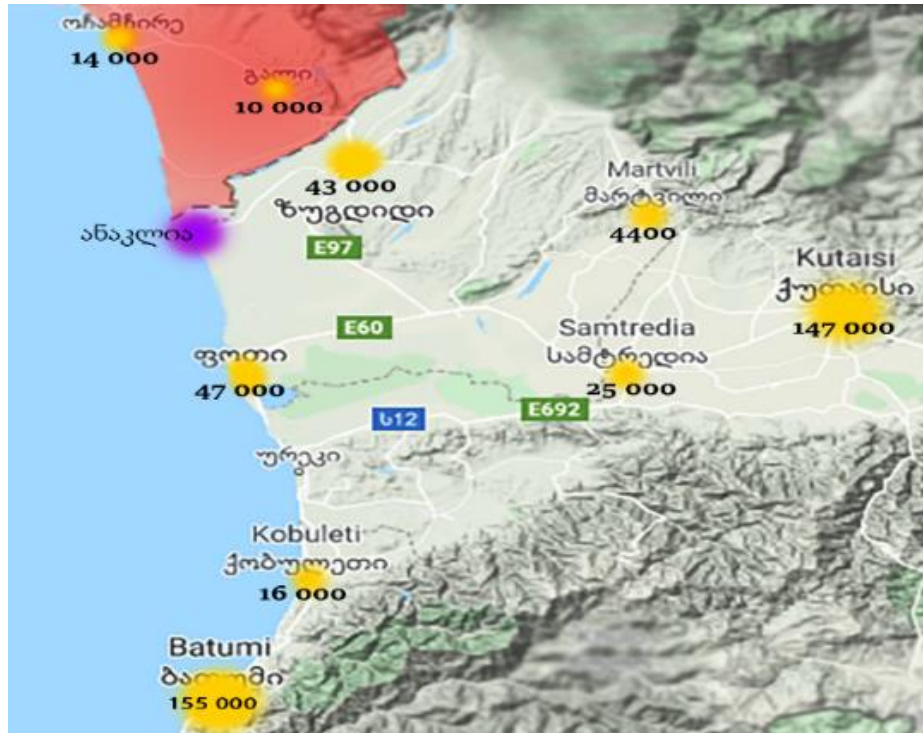 ოჩამჩირე
14 000
გალი
10 000
43 000
ზუგდიდი
Martvili
მარტვილი
4400
ანაკლია
E97
Kutaisi
ქუთაისი
147 000
E60
Samtredia
სამტრედია
25 000
ფოთი
47 000
E692
ს12
ურეკი
Kobuleti
ქობულეთი
16 000
Batumi
ბათუმი
155 000